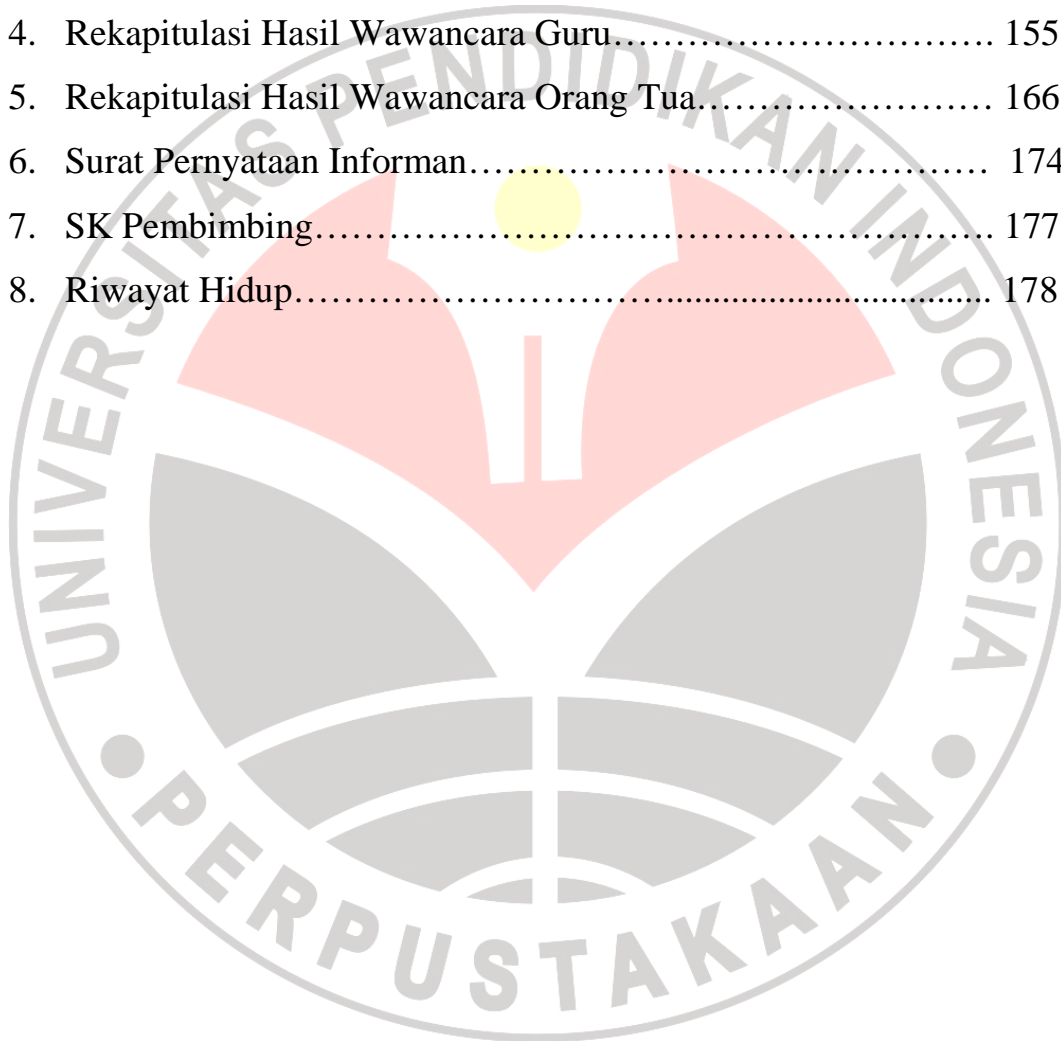 4. Rekapitulasi Hasil Wawancara Guru…………………………. 155
5. Rekapitulasi Hasil Wawancara Orang Tua…………………… 166
6. Surat Pernyataan Informan…………………………………… 174
7. SK Pembimbing………………………………………………. 177
8. Riwayat Hidup…………………………................................... 178
UNIVERSITAS PENDIDIKAN INDONESIA
PERPUSTAKAAN